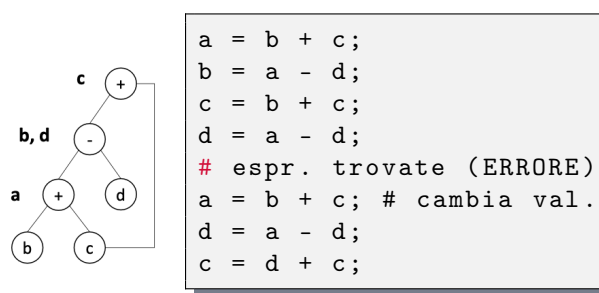 c +
b, d -
a + d
b c
a = b + c;
b = a - d;
c = b + c;
d = a - d;
# espr. trovate (ERRORE)
a = b + c; # cambia val.
d = a - d;
c = d + c;